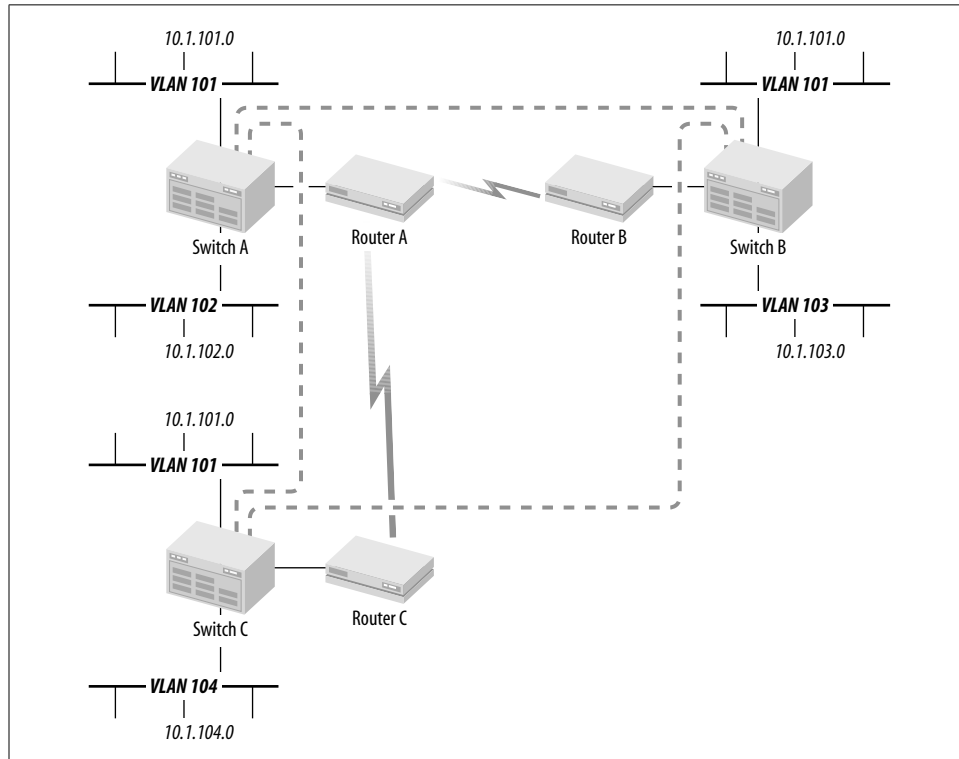 10.1.101.0
VLAN 101
10.1.101.0
VLAN 101
Switch A
Router A
Router B
Switch B
VLAN 102
10.1.102.0
VLAN 103
10.1.103.0
10.1.101.0
VLAN 101
Switch C
Router C
VLAN 104
10.1.104.0